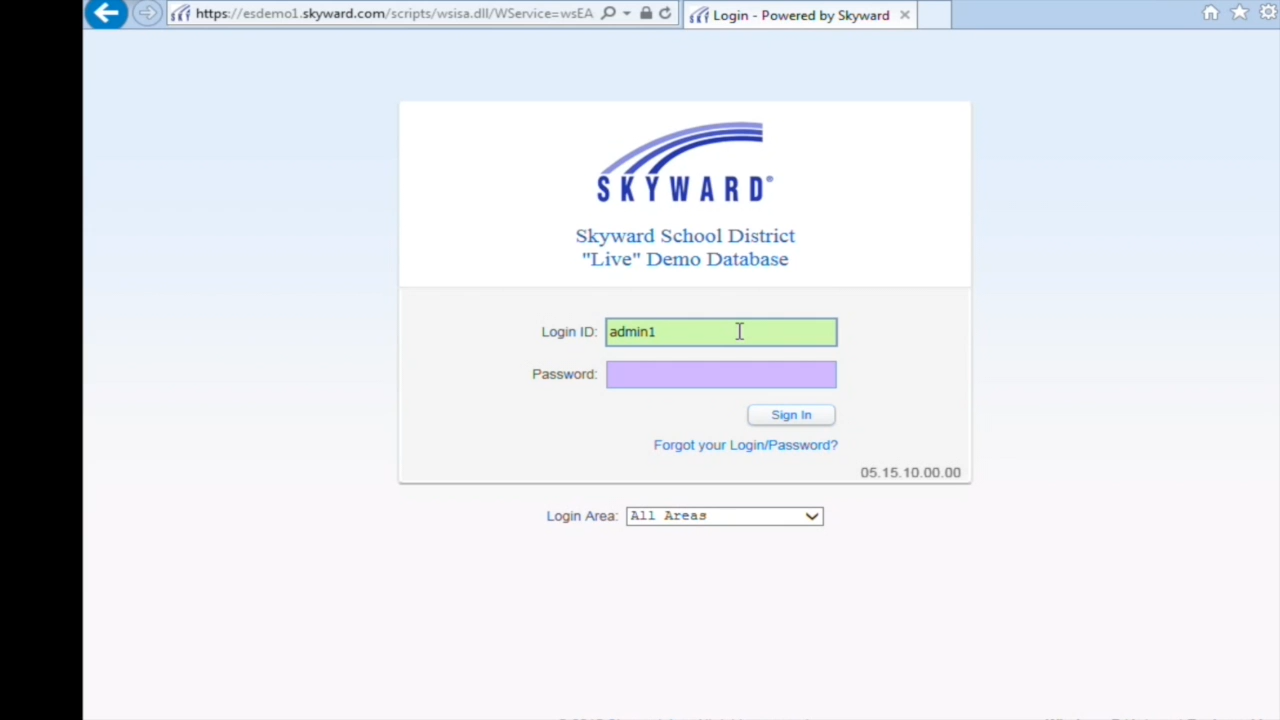 https://esdemo1.skyward.com/scripts/wsisa.dll/WService=wsEA
Login - Powered by Skyward
SKYWARD®
Skyward School District
"Live" Demo Database
Login ID: admin1
Password:
Sign In
Forgot your Login/Password?
05.15.10.00.00
Login Area: All Areas